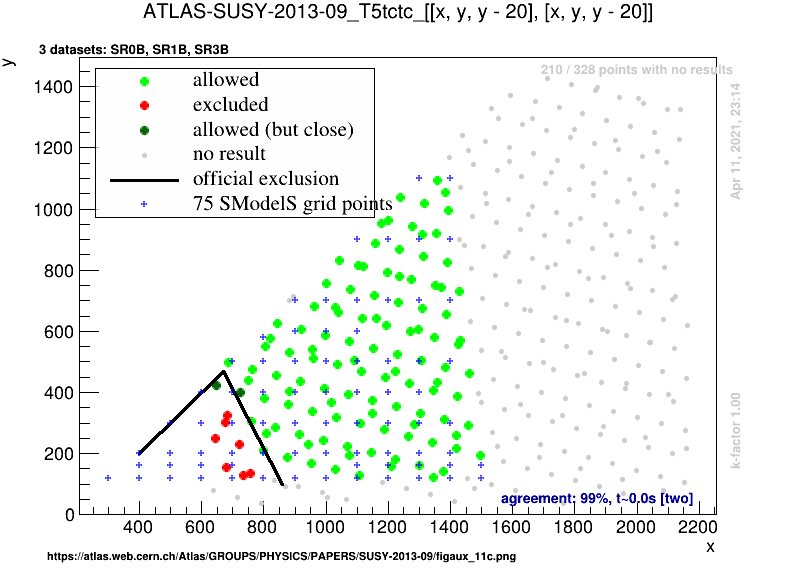 ATLAS-SUSY-2013-09_T5tctc_[[x, y, y - 20], [x, y, y - 20]]
3 datasets: SR0B, SR1B, SR3B
y
210 / 328 points with no results
allowed
excluded
allowed (but close)
no result
official exclusion
75 SModelS grid points
Apr 11, 2021, 23:14
k-factor 1.00
1400
1200
1000
800
600
400
200
0
agreement: 99%, t~0.0s [two]
400 600 800 1000 1200 1400 1600 1800 2000 2200
x
https://atlas.web.cern.ch/Atlas/GROUPS/PHYSICS/PAPERS/SUSY-2013-09/figaux_11c.png